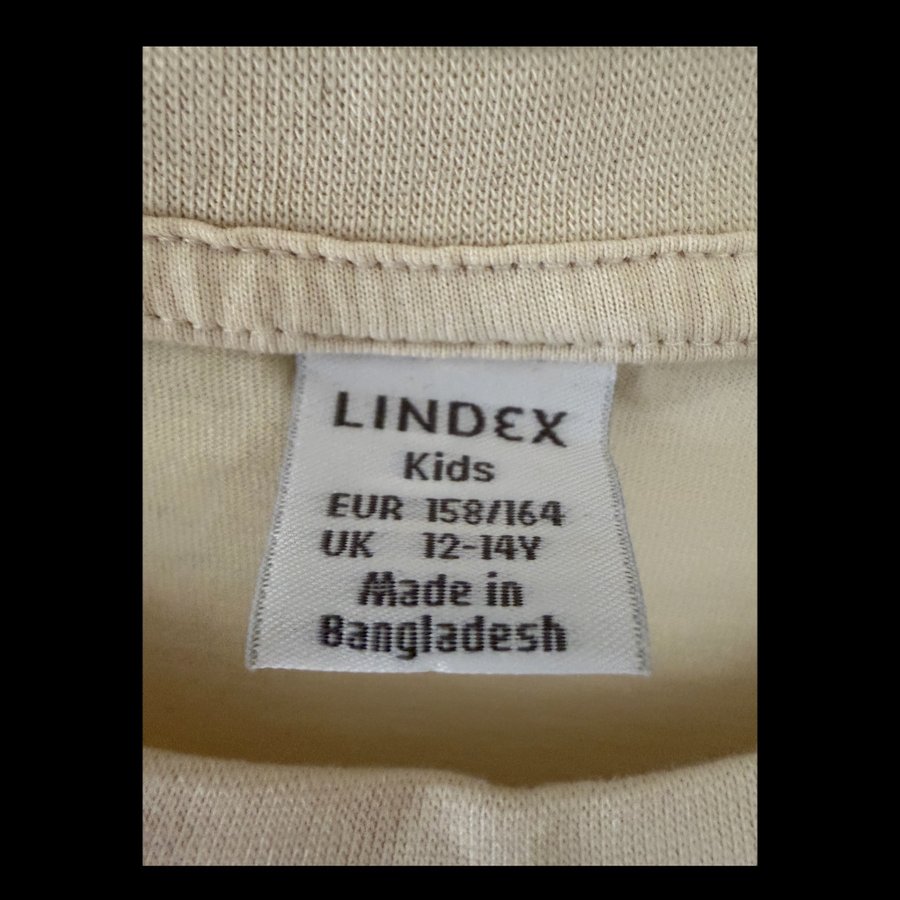 LINDEX
Kids
EUR 158/164
UK 12-14Y
Made in
Bangladesh